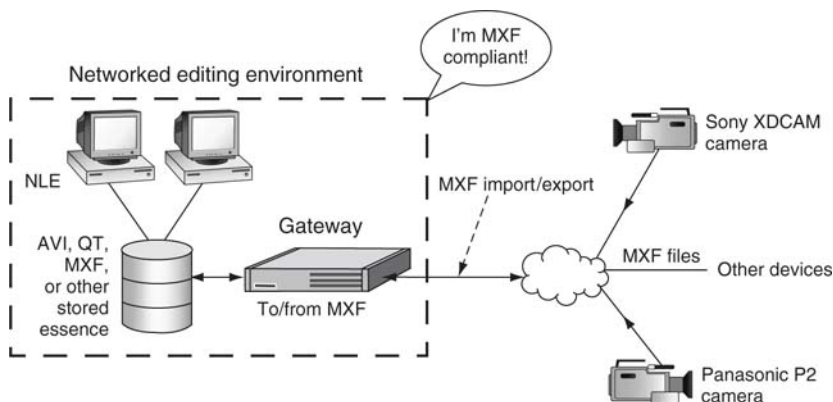 I'm MXF
compliant!
Networked editing environment
NLE
AVI, QT,
MXF,
or other
stored
essence
Gateway
To/from MXF
MXF import/export
Sony XDCAM
camera
MXF files
Other devices
Panasonic P2
camera